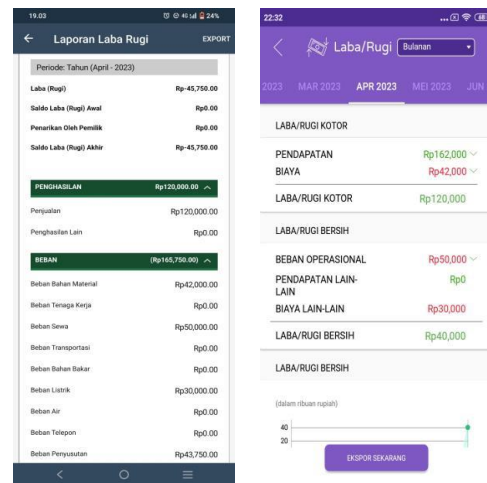 19.03
4G 24%
Laporan Laba Rugi
EXPORT
Periode: Tahun (April - 2023)
Laba (Rugi) Rp-45,750.00
Saldo Laba (Rugi) Awal Rp0.00
Penarikan Oleh Pemilik Rp0.00
Saldo Laba (Rugi) Akhir Rp-45,750.00
PENGHASILAN Rp120,000.00
Penjualan Rp120,000.00
Penghasilan Lain Rp0.00
BEBAN (Rp165,750.00)
Beban Bahan Material Rp42,000.00
Beban Tenaga Kerja Rp0.00
Beban Sewa Rp50,000.00
Beban Transportasi Rp0.00
Beban Bahan Bakar Rp0.00
Beban Listrik Rp30,000.00
Beban Air Rp0.00
Beban Telepon Rp0.00
Beban Penyusutan Rp43,750.00
22:32
Laba/Rugi Bulanan
2023 MAR 2023 APR 2023 MEI 2023 JUN
LABA/RUGI KOTOR
PENDAPATAN Rp162,000
BIAYA Rp42,000
LABA/RUGI KOTOR Rp120,000
LABA/RUGI BERSIH
BEBAN OPERASIONAL Rp50,000
PENDAPATAN LAIN- Rp0
LAIN
BIAYA LAIN-LAIN Rp30,000
LABA/RUGI BERSIH Rp40,000
LABA/RUGI BERSIH
(dalam ribuan rupiah)
40
20
EKSPOR SEKARANG